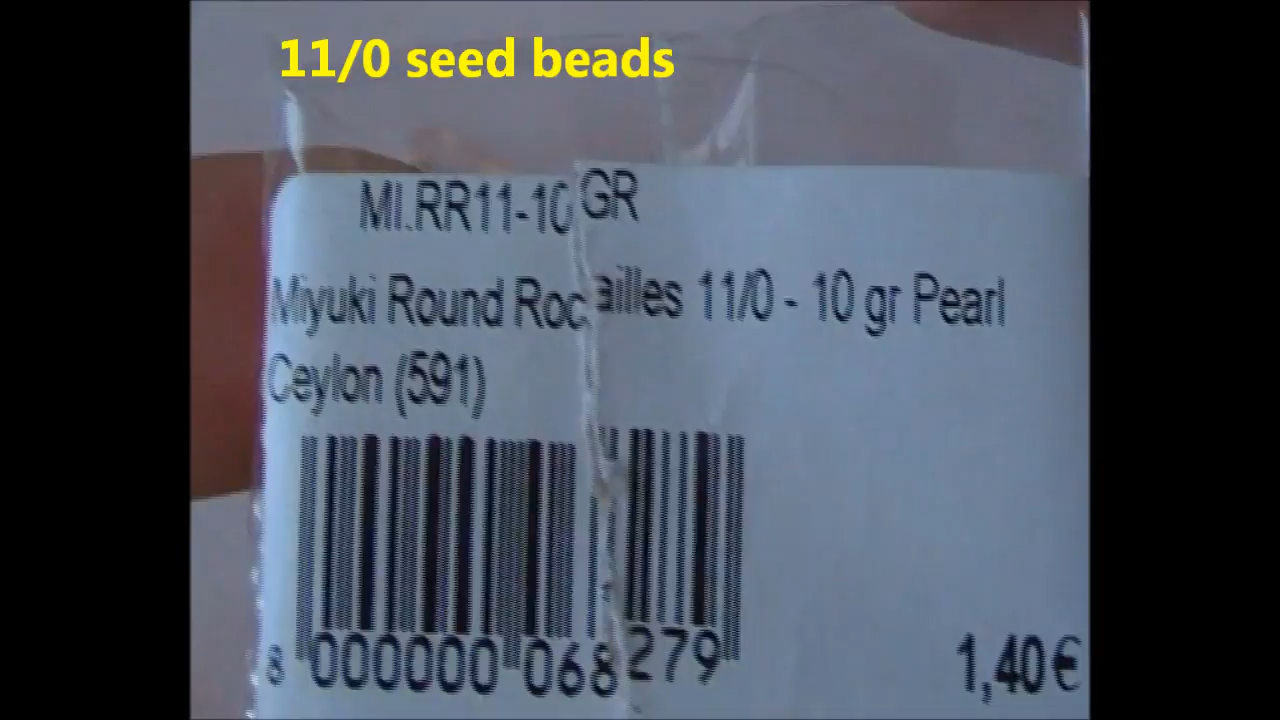 11/0 seed beads
MI.RR11-10GR
Miyuki Round Rocailles 11/0 - 10 gr Pearl
Ceylon (591)
8 000000 068279
1,40€